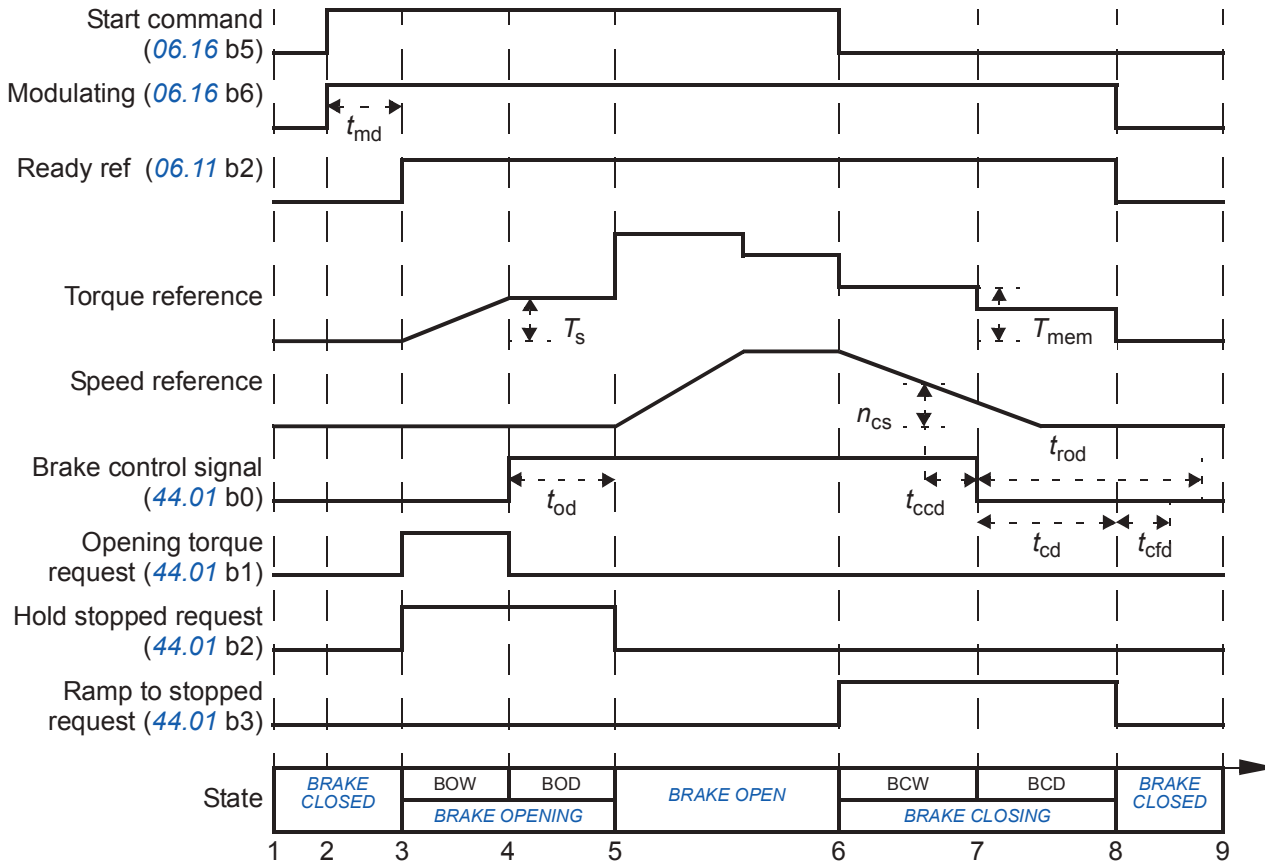 Start command
(06.16 b5)
Modulating (06.16 b6)
tmd
Ready ref (06.11 b2)
Torque reference
Ts
Tmem
Speed reference
ncs
trod
Brake control signal
(44.01 b0)
tod
tccd
tcd
tcfd
Opening torque
request (44.01 b1)
Hold stopped request
(44.01 b2)
Ramp to stopped
request (44.01 b3)
State
BRAKE
CLOSED
BOW
BOD
BRAKE OPENING
BRAKE OPEN
BCW
BCD
BRAKE CLOSING
BRAKE
CLOSED
1 2 3 4 5 6 7 8 9